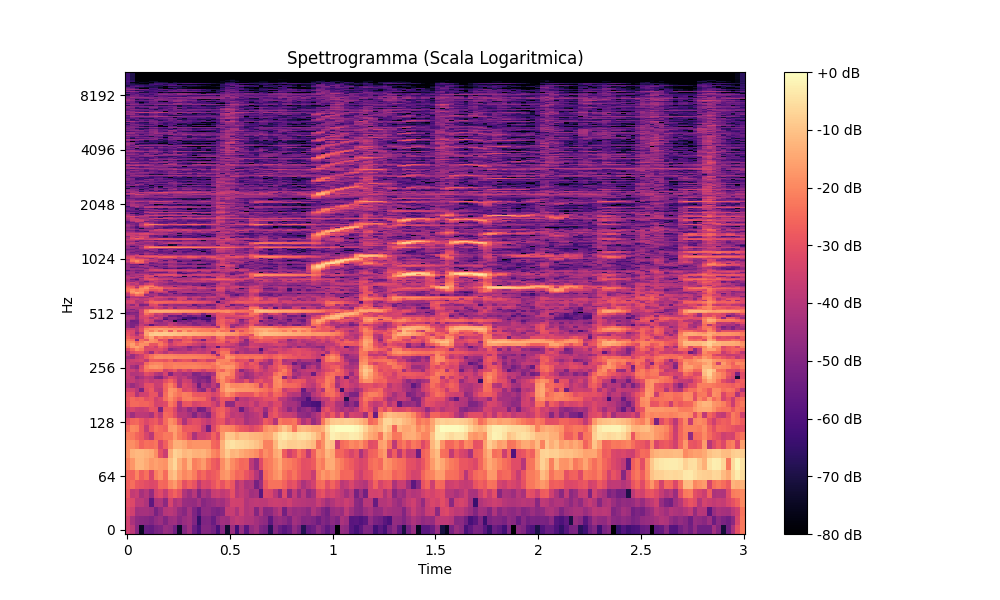 Spettrogramma (Scala Logaritmica)
Hz
8192
4096
2048
1024
512
256
128
64
0
0
0.5
1
1.5
2
2.5
3
Time
+0 dB
-10 dB
-20 dB
-30 dB
-40 dB
-50 dB
-60 dB
-70 dB
-80 dB